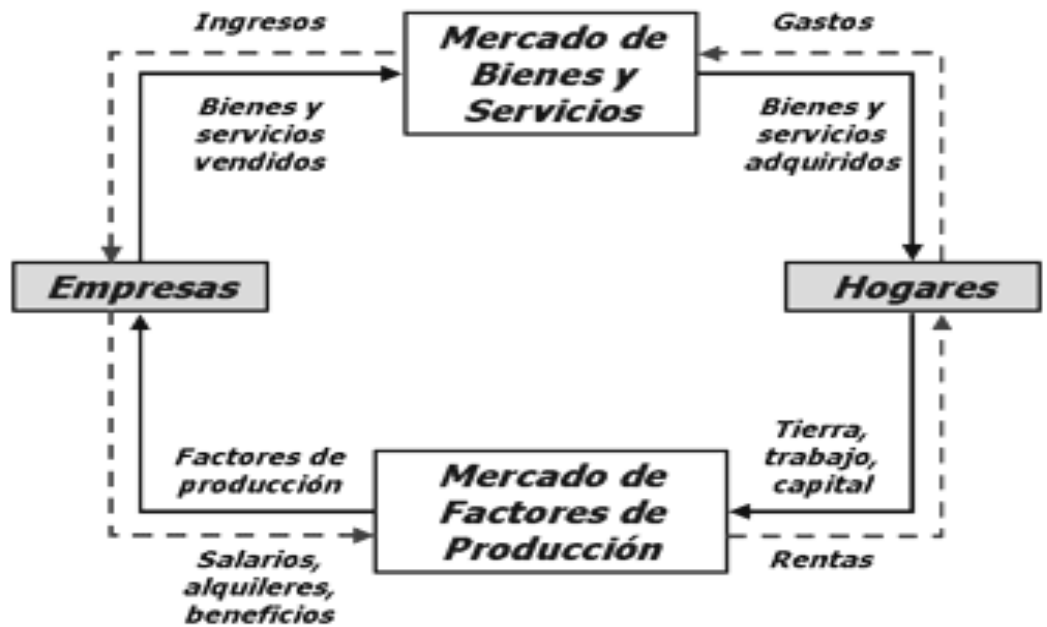 Ingresos
Mercado de
Bienes y
Servicios
Gastos
Bienes y
servicios
vendidos
Bienes y
servicios
adquiridos
Empresas
Hogares
Factores de
producción
Mercado de
Factores de
Producción
Tierra,
trabajo,
capital
Salarios,
alquileres,
beneficios
Rentas